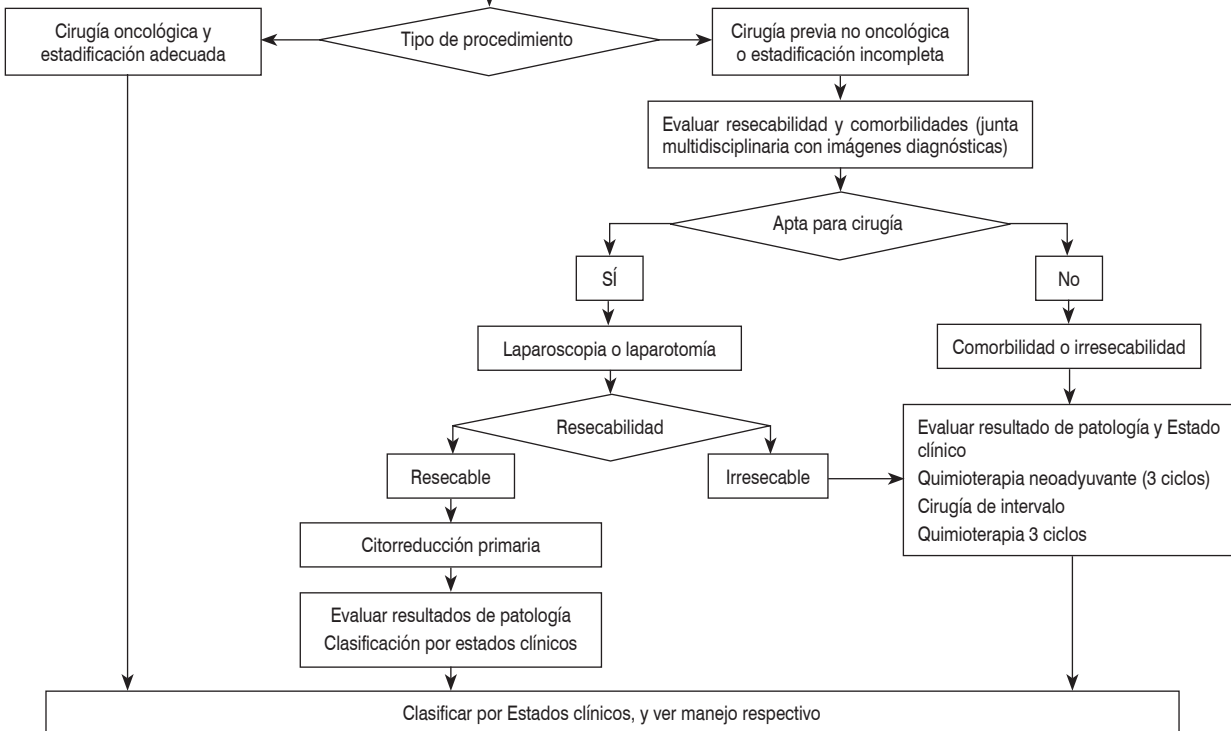 Cirugía oncológica y
estadificación adecuada
Tipo de procedimiento
Cirugía previa no oncológica
o estadificación incompleta
Evaluar resecabilidad y comorbilidades (junta
multidisciplinaria con imágenes diagnósticas)
Apta para cirugía
SÍ
No
Laparoscopia o laparotomía
Comorbilidad o irresecabilidad
Resecabilidad
Resecable
Irresecable
Evaluar resultado de patología y Estado
clínico
Quimioterapia neoadyuvante (3 ciclos)
Cirugía de intervalo
Quimioterapia 3 ciclos
Citorreducción primaria
Evaluar resultados de patología
Clasificación por estados clínicos
Clasificar por Estados clínicos, y ver manejo respectivo